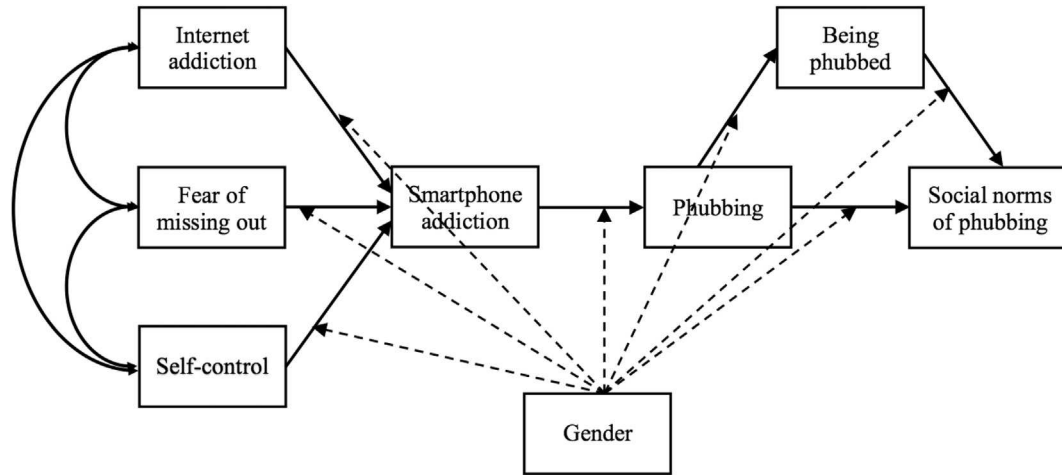 Internet
addiction
Fear of
missing out
Self-control
Smartphone
addiction
Phubbing
Being
phubbed
Social norms
of phubbing
Gender